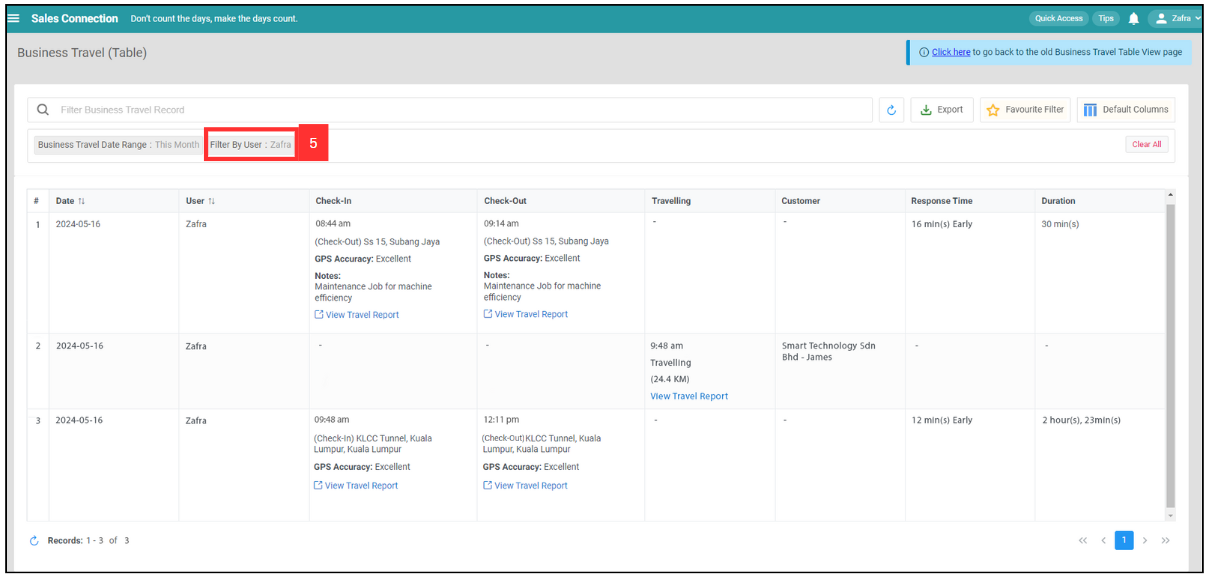 Sales Connection Don't count the days, make the days count. Quick Access Tips Zafra
Business Travel (Table) Click here to go back to the old Business Travel Table View page
Filter Business Travel Record Export Favourite Filter Default Columns
Business Travel Date Range : This Month Filter By User : Zafra 5 Clear All
# Date User Check-In Check-Out Travelling Customer Response Time Duration
1 2024-05-16 Zafra 08:44 am 09:14 am - - 16 min(s) Early 30 min(s)
(Check-Out) Ss 15, Subang Jaya (Check-Out) Ss 15, Subang Jaya
GPS Accuracy: Excellent GPS Accuracy: Excellent
Notes: Notes:
Maintenance Job for machine Maintenance Job for machine
efficiency efficiency
View Travel Report View Travel Report
2 2024-05-16 Zafra - - 9:48 am Smart Technology Sdn - -
Bhd - James
Travelling
(24.4 KM)
View Travel Report
3 2024-05-16 Zafra 09:48 am 12:11 pm - - 12 min(s) Early 2 hour(s), 23min(s)
(Check-In) KLCC Tunnel, Kuala (Check-Out)KLCC Tunnel, Kuala
Lumpur, Kuala Lumpur Lumpur, Kuala Lumpur
GPS Accuracy: Excellent GPS Accuracy: Excellent
View Travel Report View Travel Report
Records: 1 - 3 of 3 << < 1 > >>